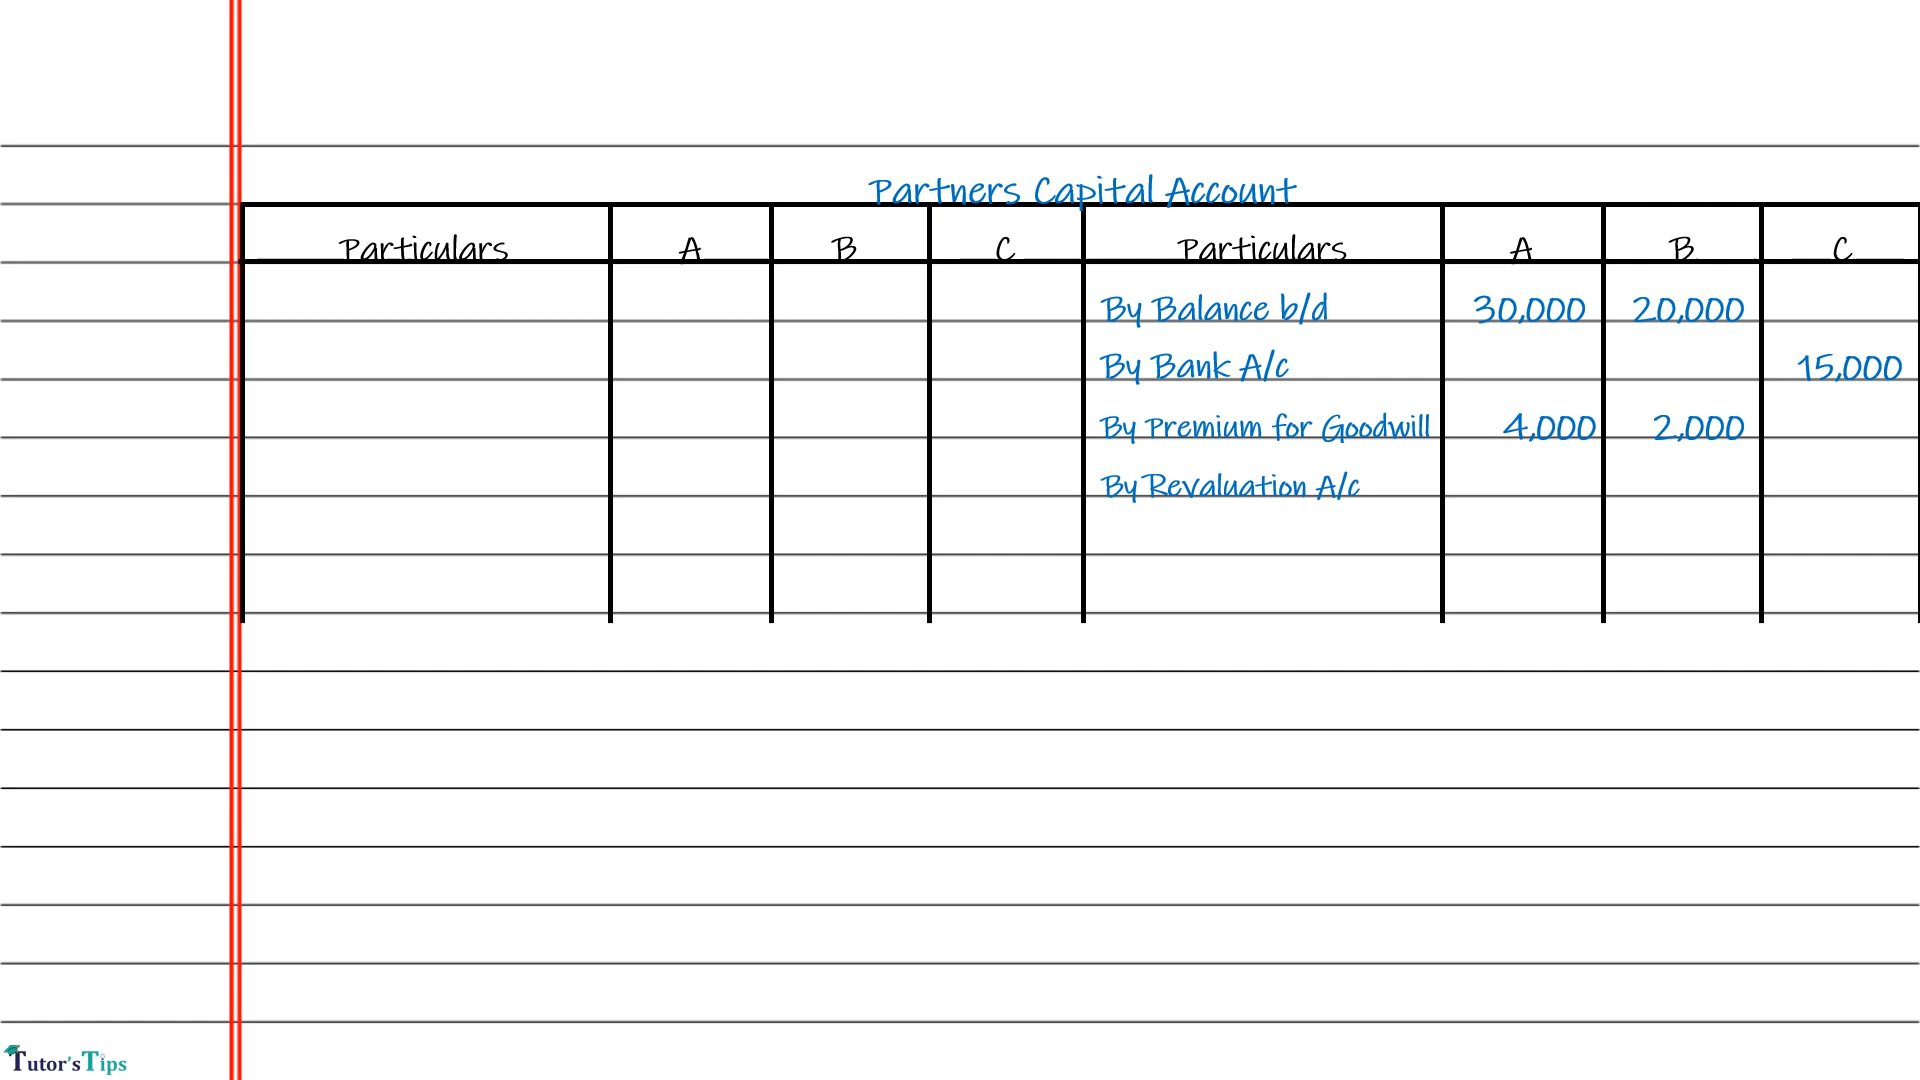 Partners Capital Account
Particulars A B C Particulars A B C
By Balance b/d 30,000 20,000
By Bank A/c 15,000
By Premium for Goodwill 4,000 2,000
By Revaluation A/c
Tutor'sTips